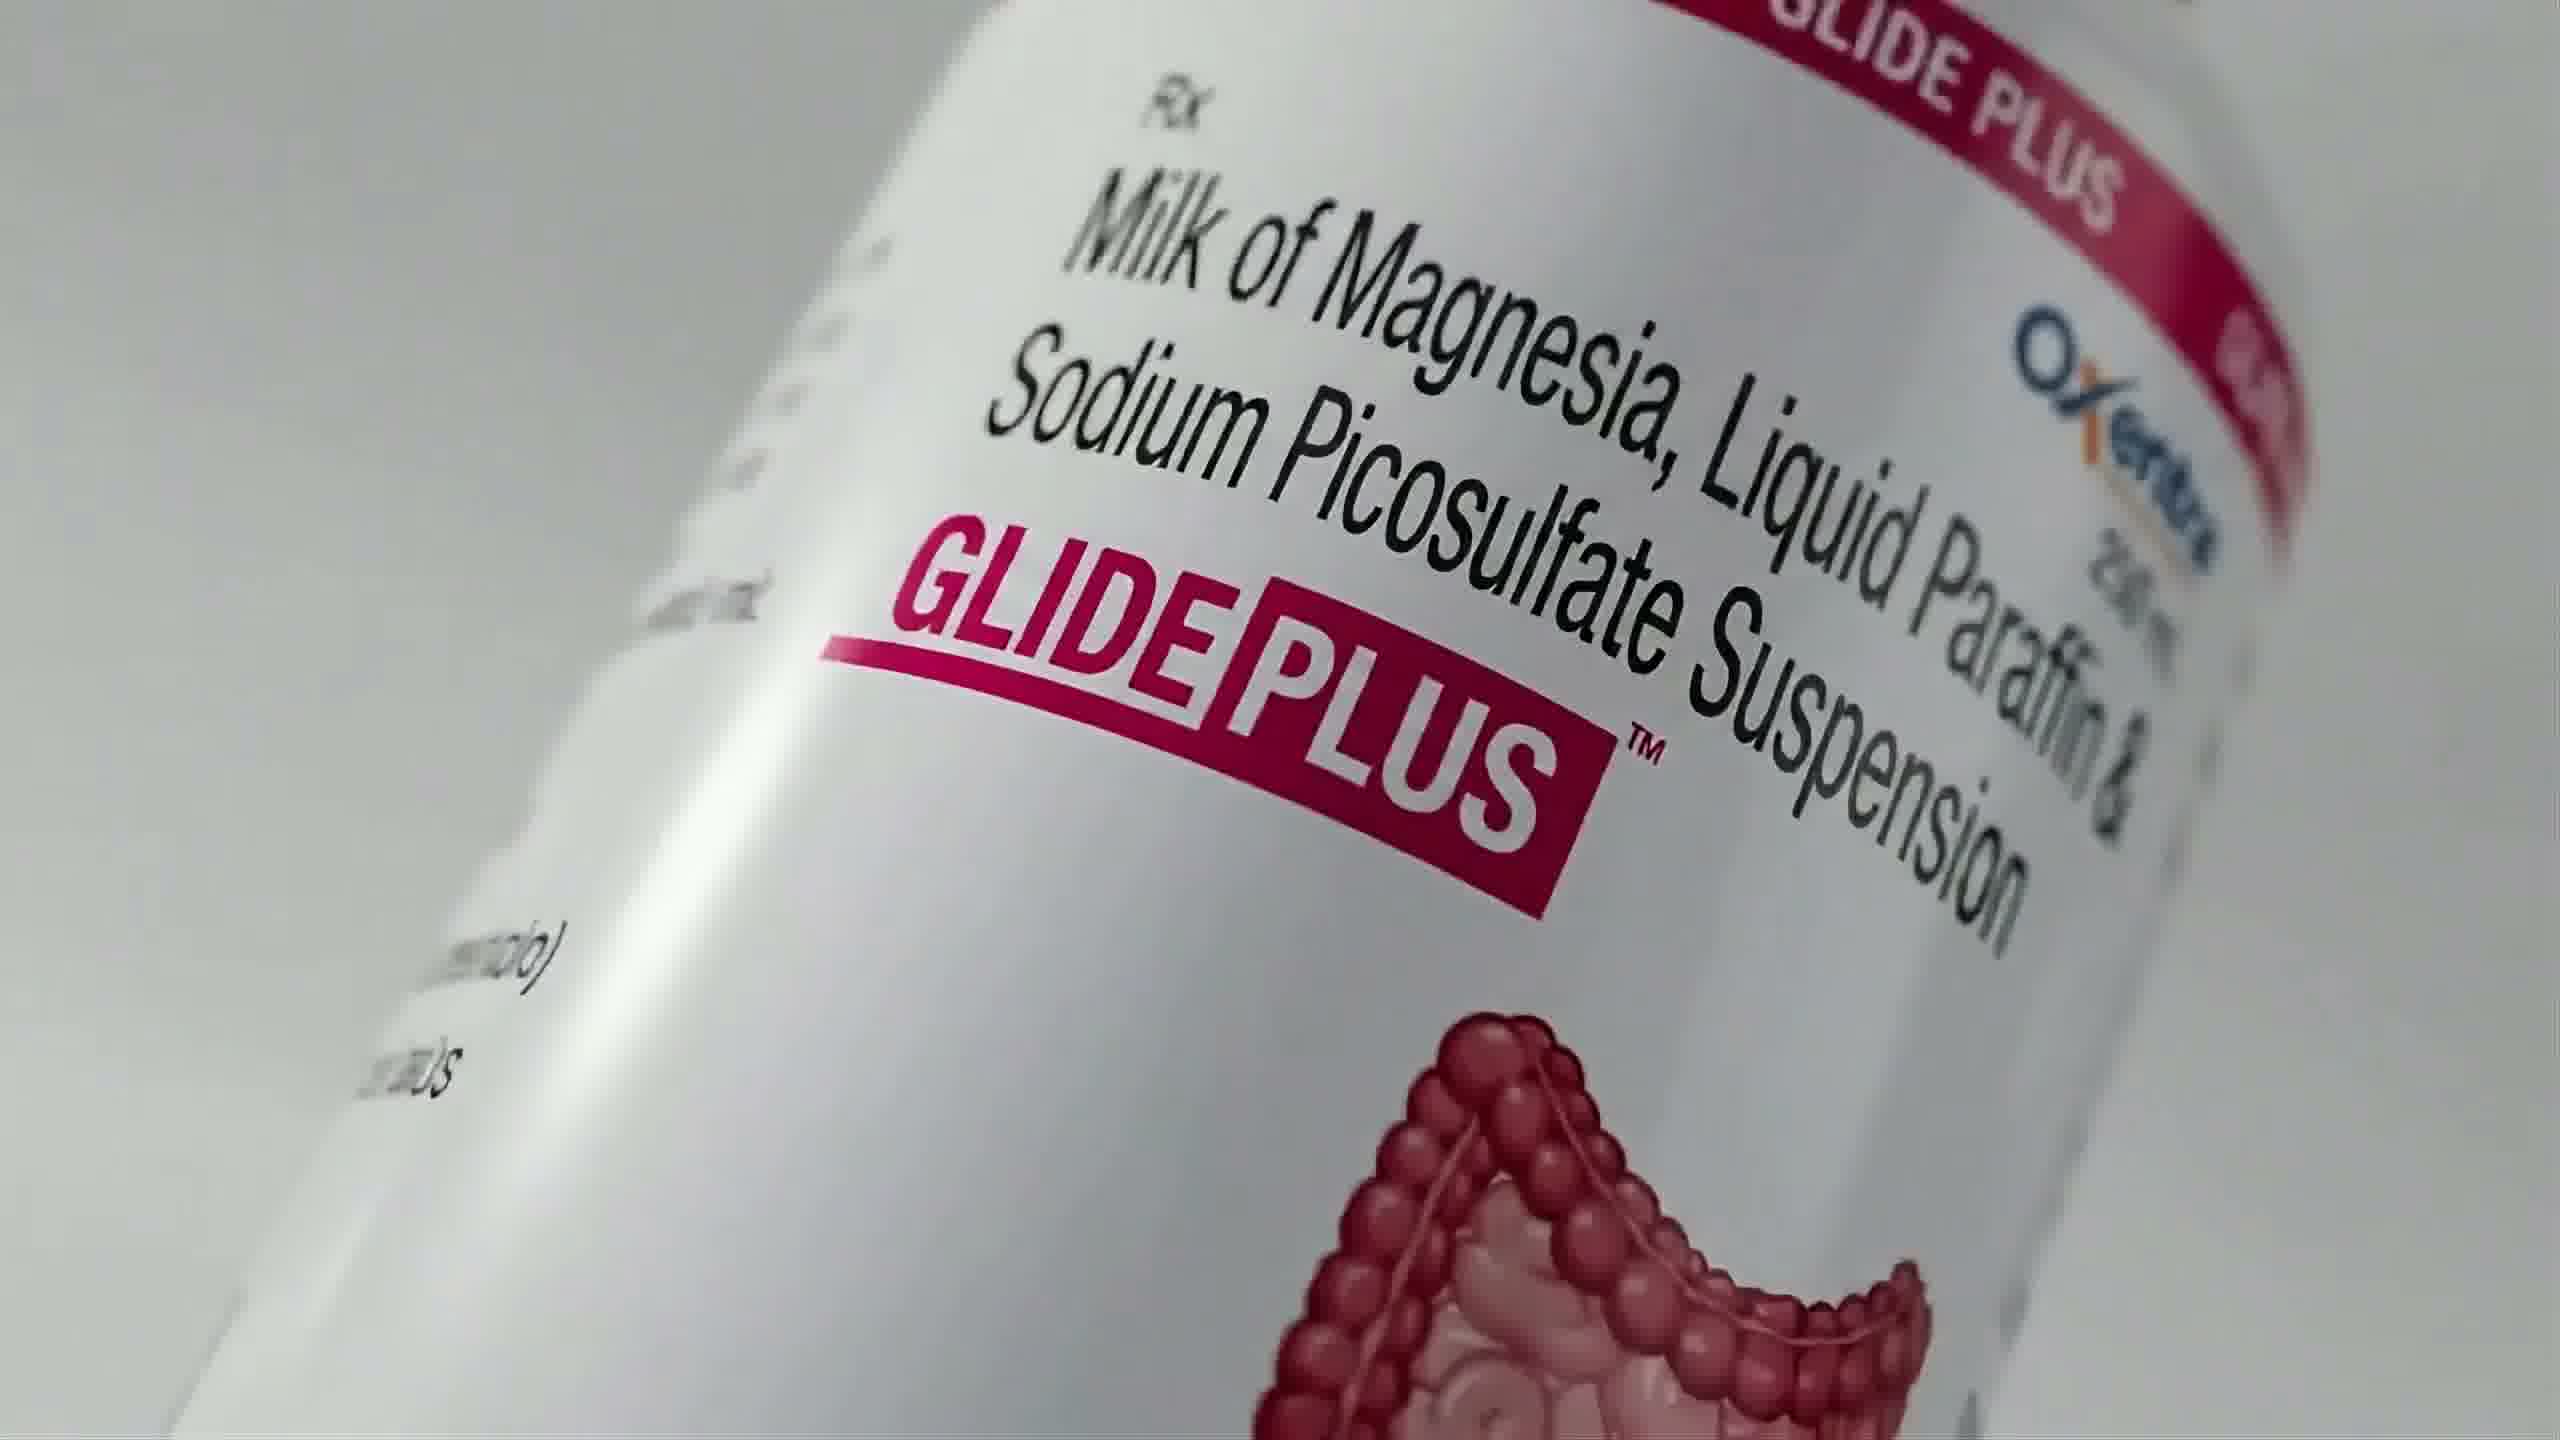 GLIDE PLUS
Rx
Milk of Magnesia, Liquid Paraffin &
Sodium Picosulfate Suspension
GLIDE PLUS™